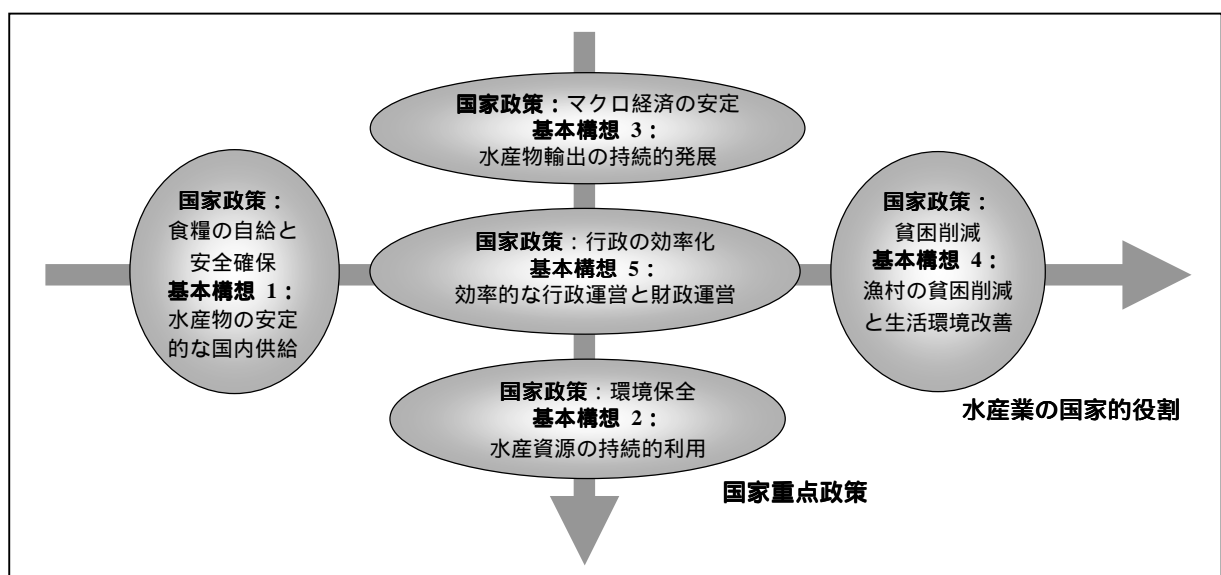 国家政策：マクロ経済の安定
基本構想 3：
水産物輸出の持続的発展
国家政策：
食糧の自給と
安全確保
基本構想 1：
水産物の安定
的な国内供給
国家政策：行政の効率化
基本構想 5：
効率的な行政運営と財政運営
国家政策：
貧困削減
基本構想 4：
漁村の貧困削減
と生活環境改善
国家政策：環境保全
基本構想 2：
水産資源の持続的利用
水産業の国家的役割
国家重点政策